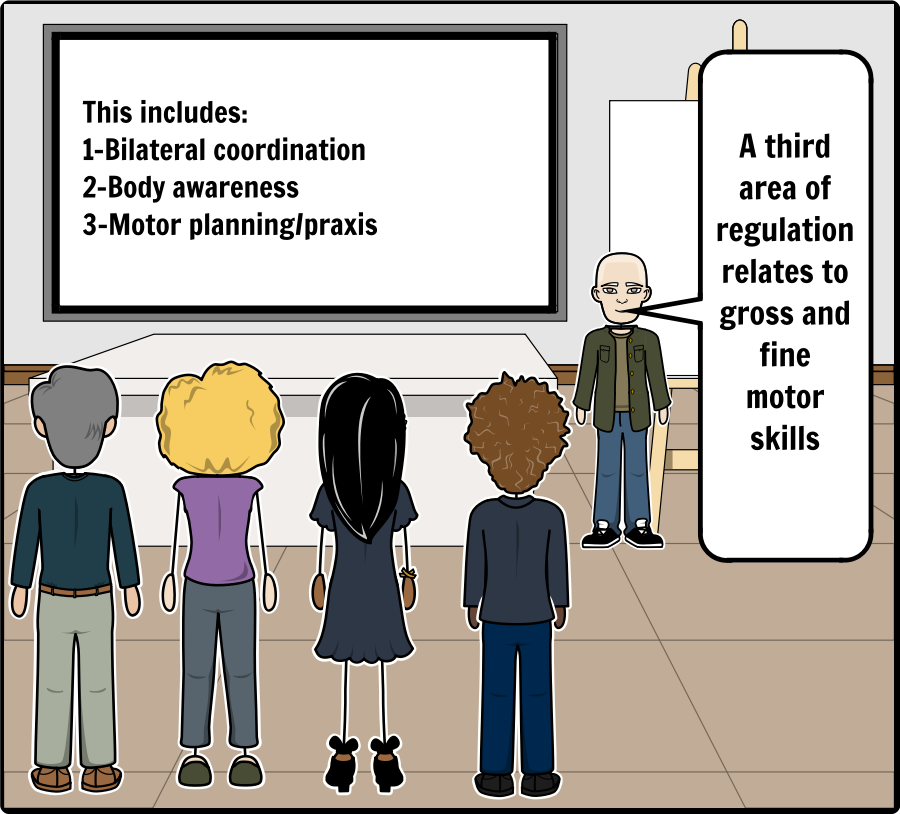 This includes:
1-Bilateral coordination
2-Body awareness
3-Motor planning/praxis
A third
area of
regulation
relates to
gross and
fine
motor
skills